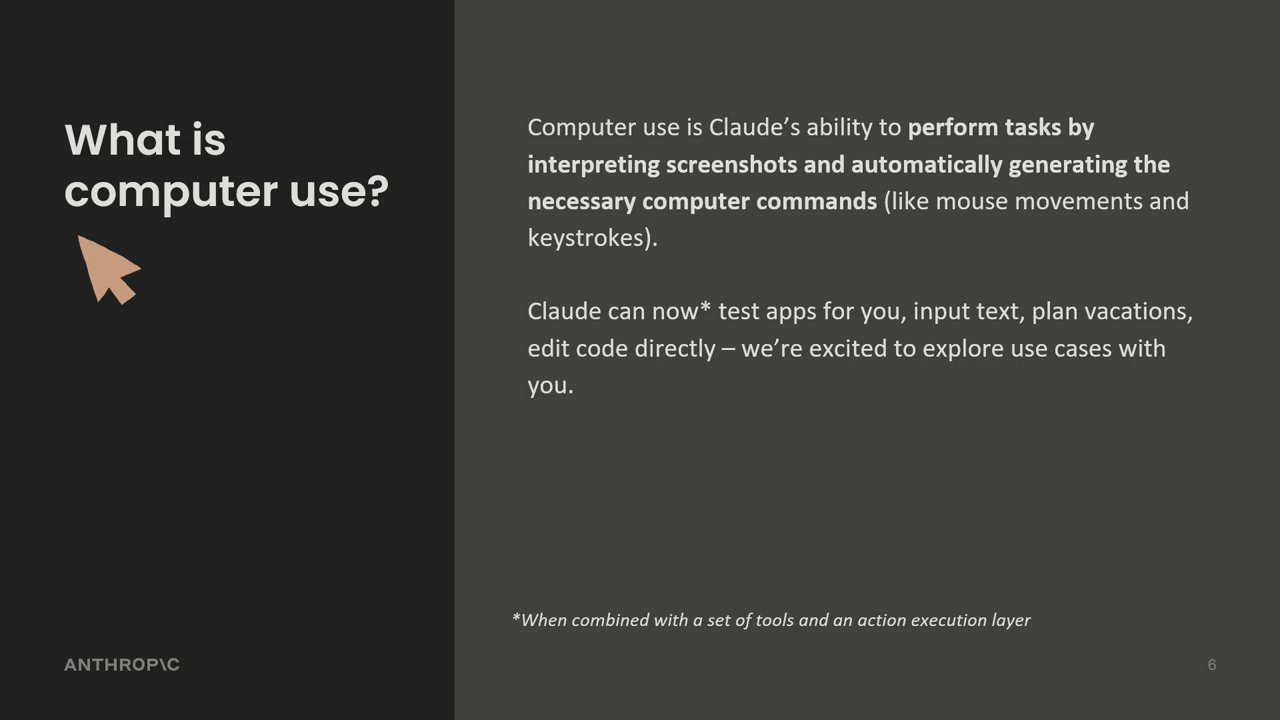 What is
computer use?
Computer use is Claude’s ability to perform tasks by
interpreting screenshots and automatically generating the
necessary computer commands (like mouse movements and
keystrokes).
Claude can now* test apps for you, input text, plan vacations,
edit code directly – we’re excited to explore use cases with
you.
*When combined with a set of tools and an action execution layer
ANTHROP\C
6